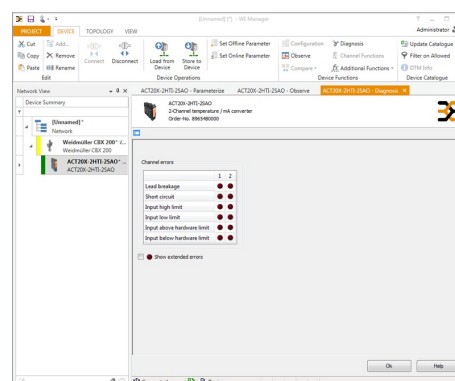 [Unnamed] (*) - WI-Manager
PROJECT DEVICE TOPOLOGY VIEW Administrator
Cut Add... Set Offline Parameter Configuration Diagnosis Update Catalogue
Copy Remove Set Online Parameter Observe Channel Functions Filter on Allowed
Connect Disconnect Load from Device Store to Device
Paste Rename Compare Additional Functions DTM Info
Edit Device Operations Device Functions Device Catalogue
Network View
ACT20X-2HTI-2SAO - Parameterize ACT20X-2HTI-2SAO - Observe ACT20X-2HTI-2SAO - Diagnosis
Device Summary
ACT20X-2HTI-2SAO
2-Channel temperature / mA converter
Order-No. 8965480000
[Unnamed]*
Network
Weidmüller CBX 200* /...
Weidmüller CBX 200
ACT20X-2HTI-2SAO* ...
ACT20X-2HTI-2SAO
Channel errors
1 2
Lead breakage
Short circuit
Input high limit
Input low limit
Input above hardware limit
Input below hardware limit
Show extended errors
Ok Help